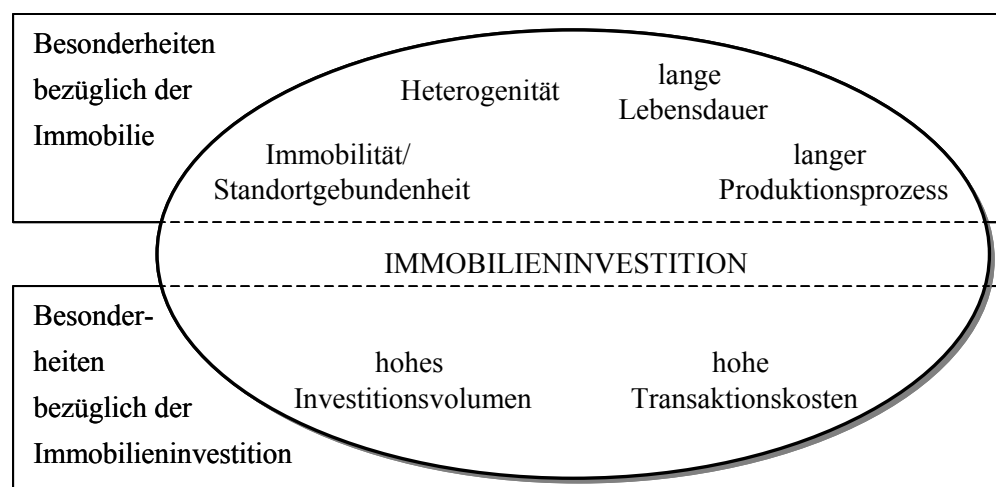 Besonderheiten
bezüglich der
Immobilie
Heterogenität
lange
Lebensdauer
Immobilität/
Standortgebundenheit
langer
Produktionsprozess
IMMOBILIENINVESTITION
Besonder-
heiten
bezüglich der
Immobilieninvestition
hohes
Investitionsvolumen
hohe
Transaktionskosten